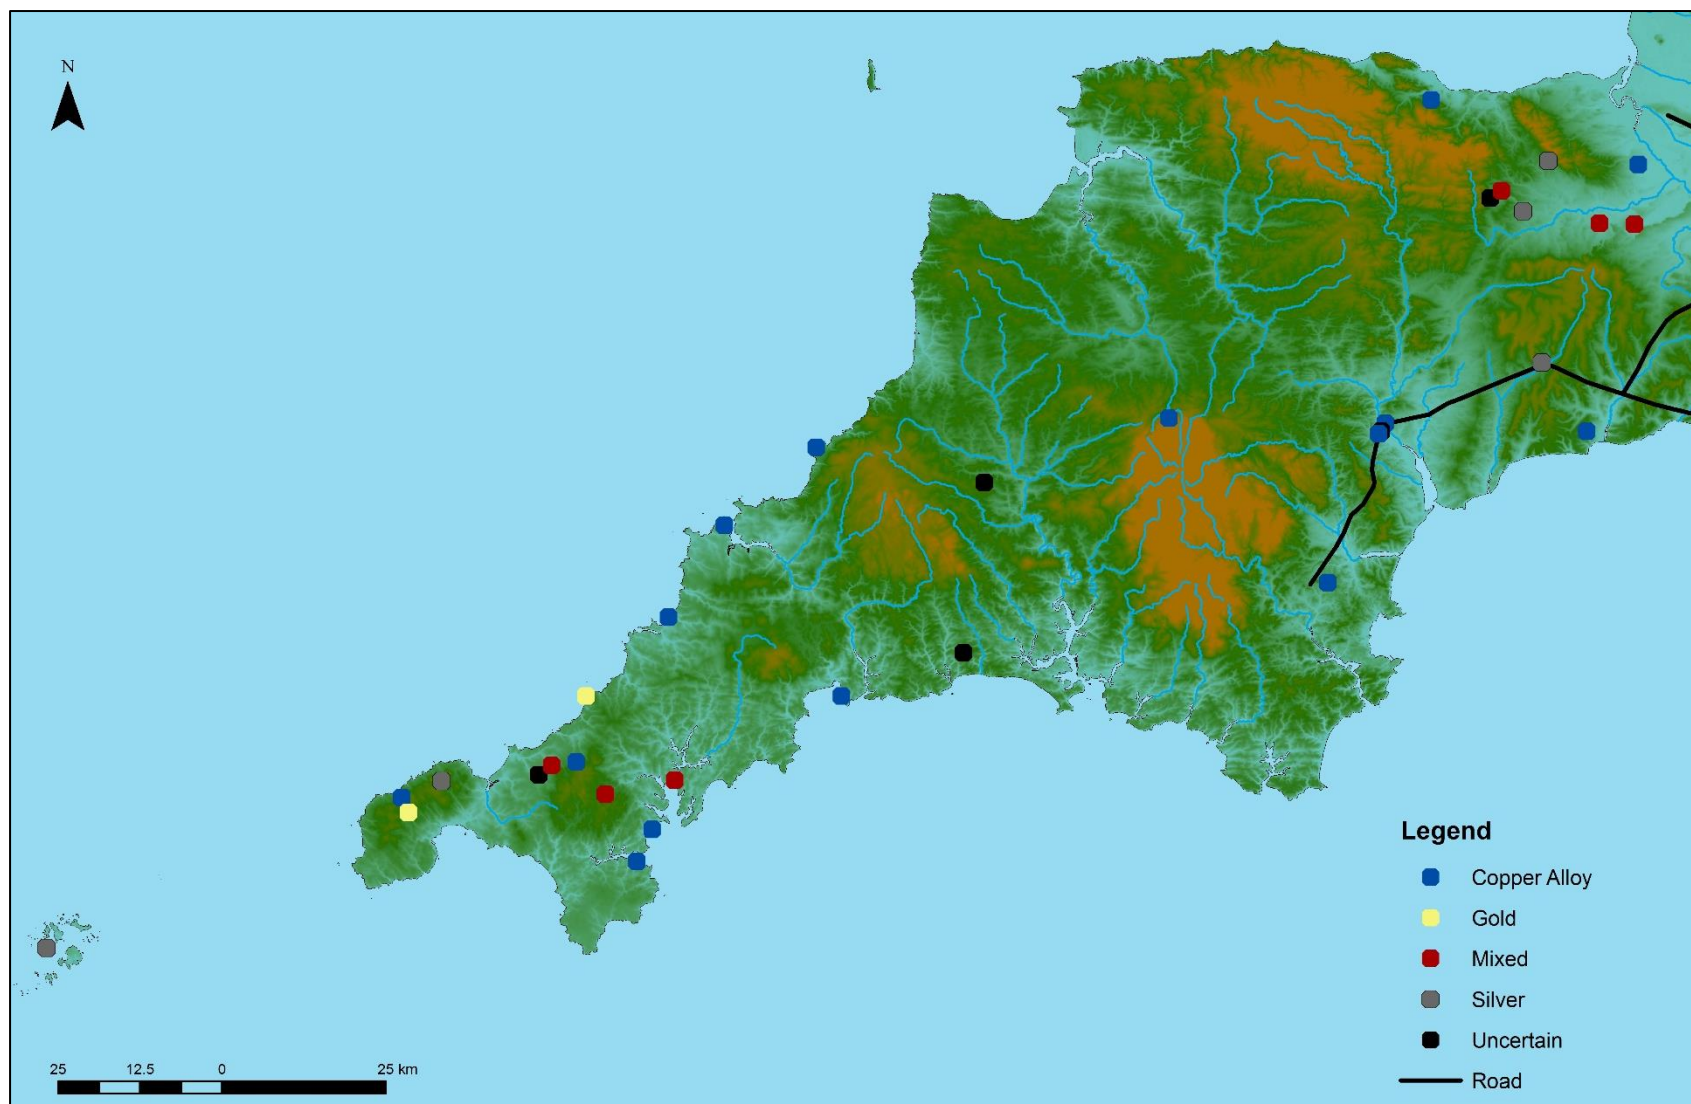 N
Legend
Copper Alloy
Gold
Mixed
Silver
Uncertain
Road
25 12.5 0 25 km